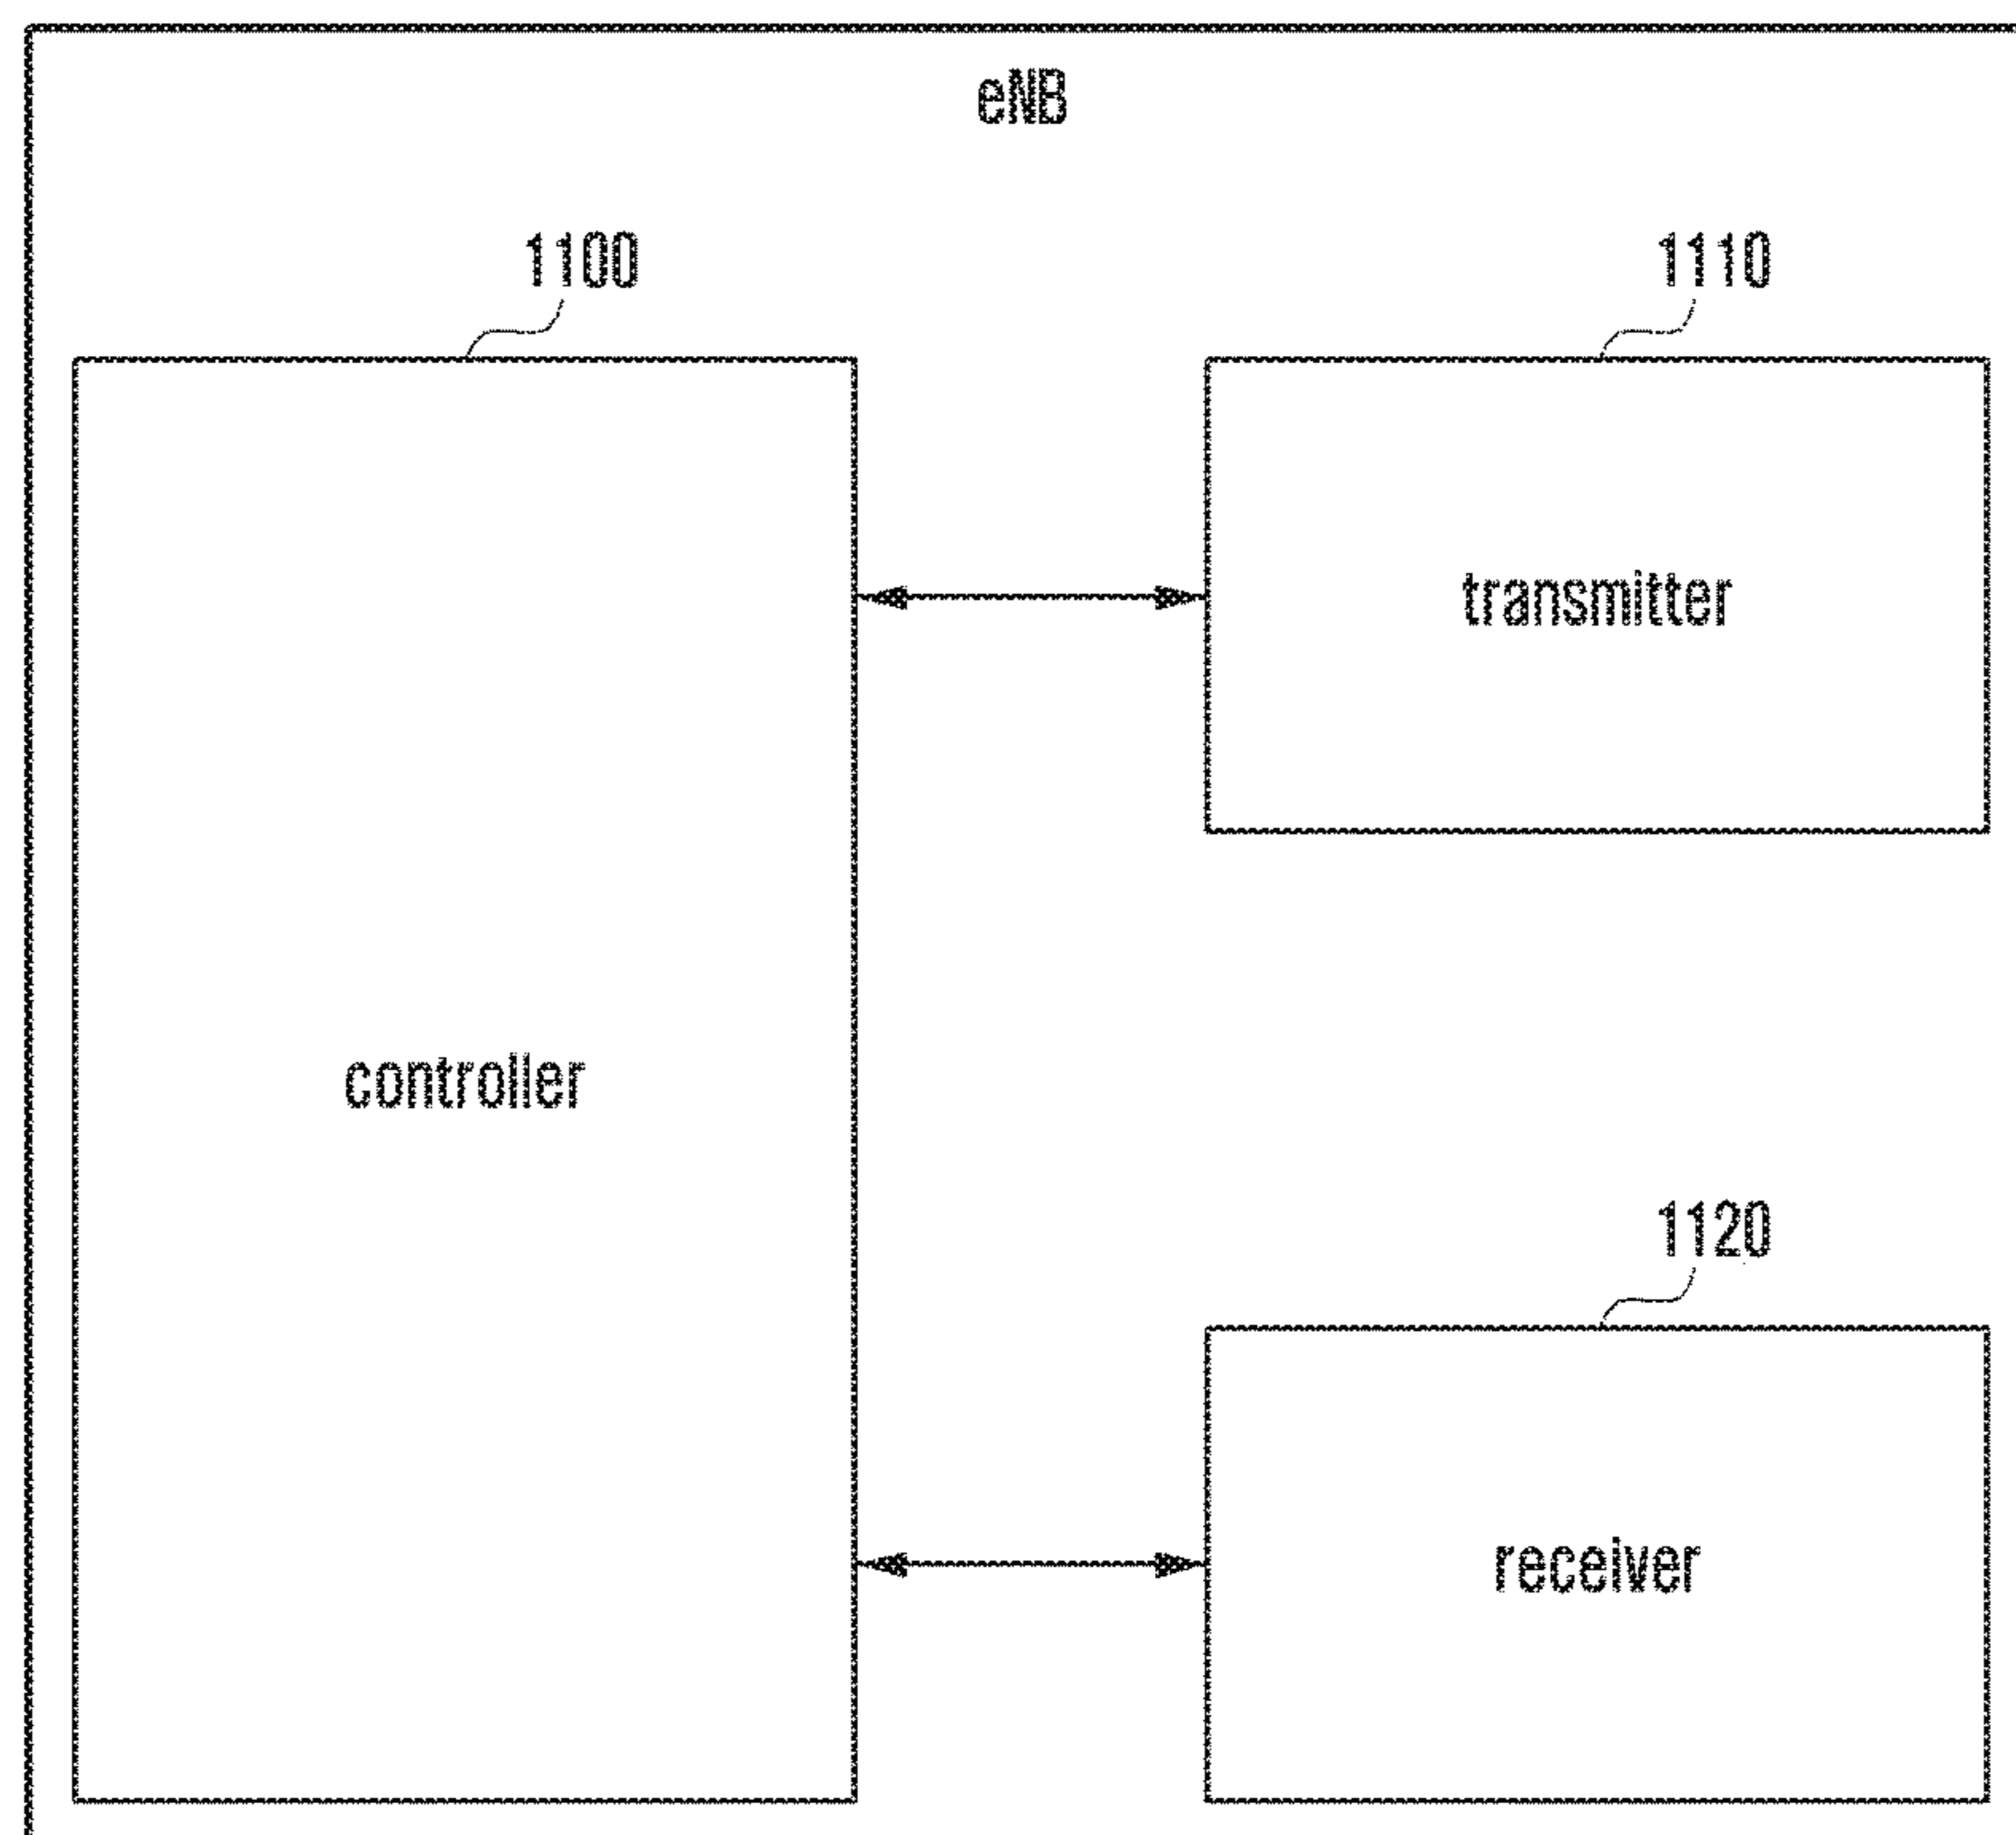 eNB
1100
1110
transmitter
controller
1120
receiver